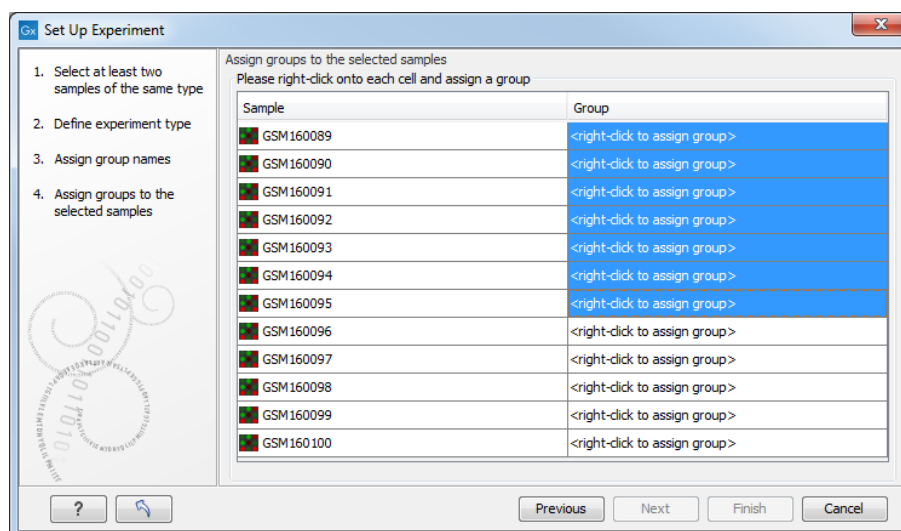 Gx Set Up Experiment
1. Select at least two
samples of the same type
2. Define experiment type
3. Assign group names
4. Assign groups to the
selected samples
Assign groups to the selected samples
Please right-click onto each cell and assign a group
Sample Group
GSM160089 <right-click to assign group>
GSM160090 <right-click to assign group>
GSM160091 <right-click to assign group>
GSM160092 <right-click to assign group>
GSM160093 <right-click to assign group>
GSM160094 <right-click to assign group>
GSM160095 <right-click to assign group>
GSM160096 <right-click to assign group>
GSM160097 <right-click to assign group>
GSM160098 <right-click to assign group>
GSM160099 <right-click to assign group>
GSM160100 <right-click to assign group>
? Previous Next Finish Cancel